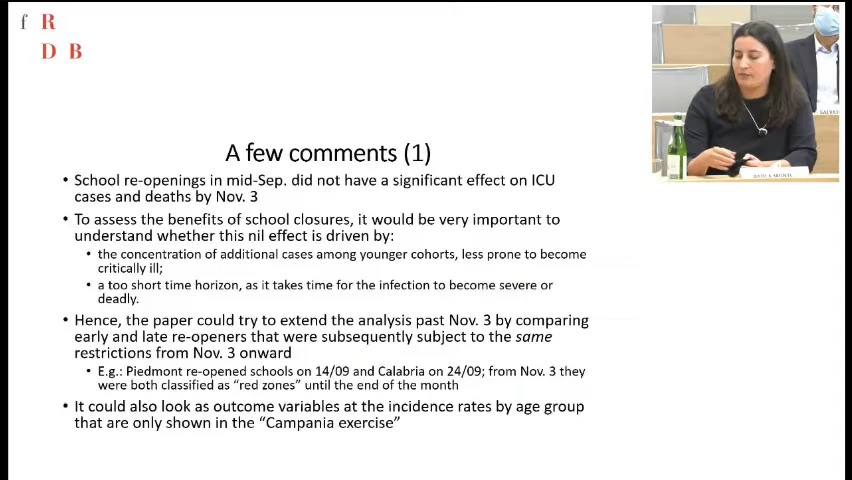 f R
D B
A few comments (1)
• School re-openings in mid-Sep. did not have a significant effect on ICU
cases and deaths by Nov. 3
• To assess the benefits of school closures, it would be very important to
understand whether this nil effect is driven by:
• the concentration of additional cases among younger cohorts, less prone to become
critically ill;
• a too short time horizon, as it takes time for the infection to become severe or
deadly.
• Hence, the paper could try to extend the analysis past Nov. 3 by comparing
early and late re-openers that were subsequently subject to the same
restrictions from Nov. 3 onward
• E.g.: Piedmont re-opened schools on 14/09 and Calabria on 24/09; from Nov. 3 they
were both classified as “red zones” until the end of the month
• It could also look as outcome variables at the incidence rates by age group
that are only shown in the “Campania exercise”